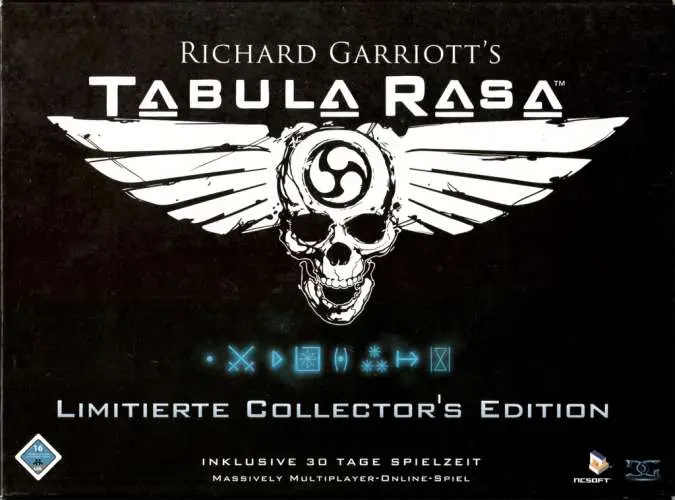 RICHARD GARRIOTT'S
TABULA RASA™
LIMITIERTE COLLECTOR'S EDITION
16
INKLUSIVE 30 TAGE SPIELZEIT
MASSIVELY MULTIPLAYER-ONLINE-SPIEL
NCSOFT